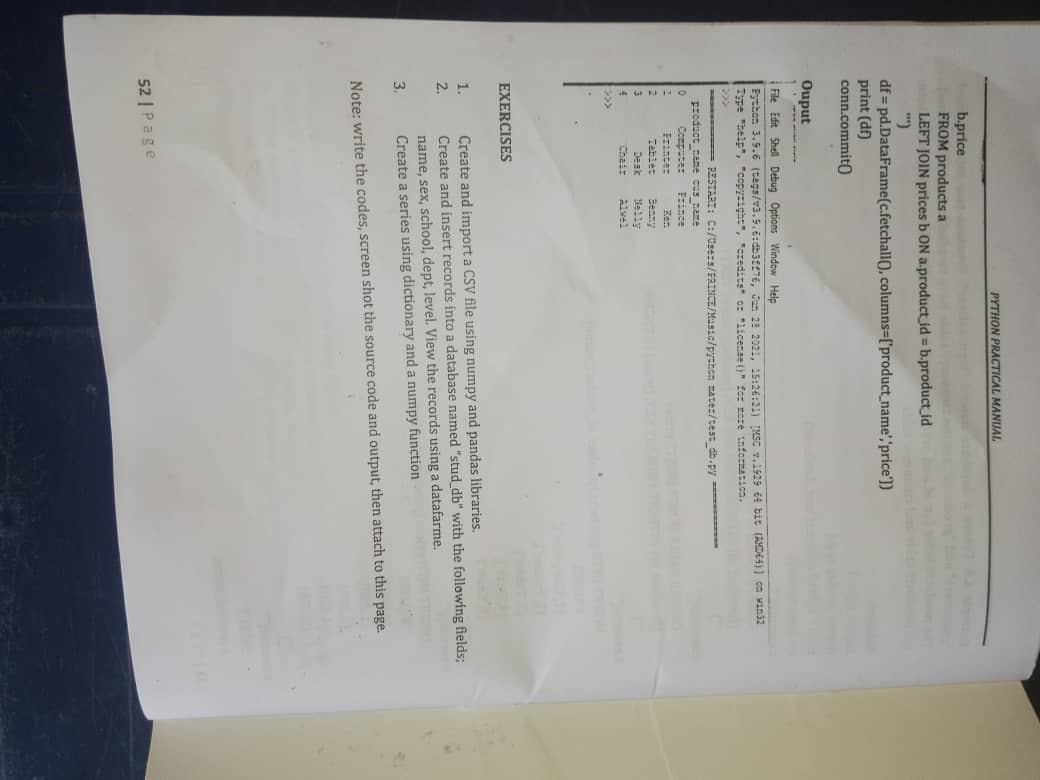 PYTHON PRACTICAL MANUAL
b.price
FROM products a
LEFT JOIN prices b ON a.product_id = b.product_id
''')
df = pd.DataFrame(c.fetchall(), columns=['product_name','price'])
print (df)
conn.commit()
Ouput
File Edit Shell Debug Options Window Help
Python 3.9.6 (tags/v3.9.6:db3ff76, Jun 28 2021, 15:26:21) [MSC v.1929 64 bit (AMD64)] on win32
Type "help", "copyright", "credits" or "license()" for more information.
>>>
============ RESTART: C:/Users/PRINCE/Music/python mater/test_db.py ============
product_name cus_name
0 Computer Prince
1 Printer Ken
2 Tablet Benny
3 Desk Nelly
4 Chair Alwel
>>>
EXERCISES
1. Create and import a CSV file using numpy and pandas libraries.
2. Create and insert records into a database named “stud_db” with the following fields;
name, sex, school, dept, level. View the records using a datafarme.
3. Create a series using dictionary and a numpy function
Note: write the codes, screen shot the source code and output, then attach to this page.
52 | Page